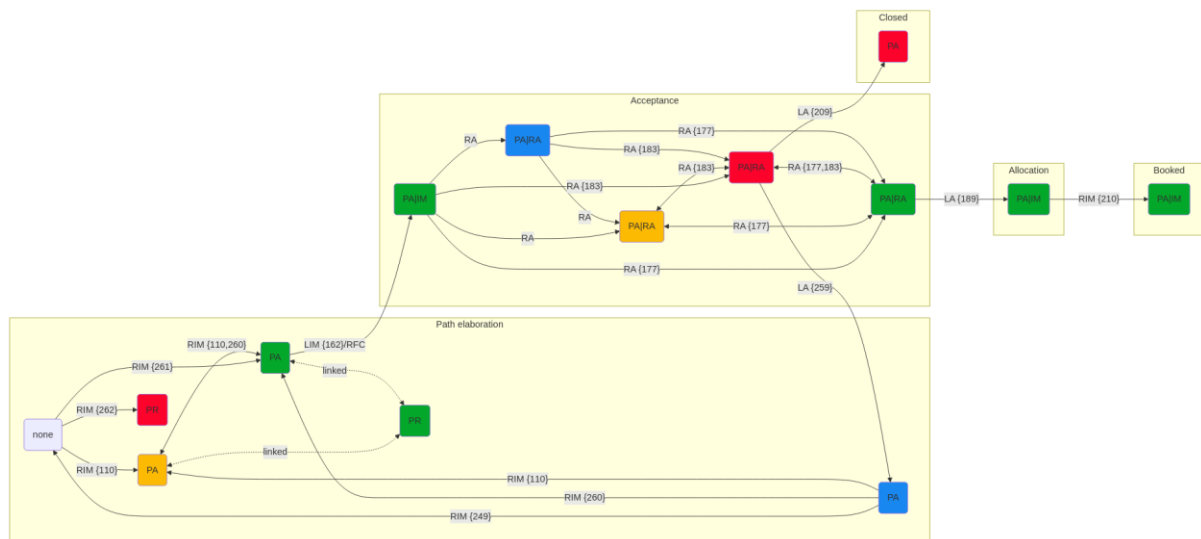 Closed
PA
Acceptance
LA {209}
RA
PA|RA
RA {177}
RA {183}
PA|RA
RA {183}
RA {177,183}
PA|IM
RA {183}
RA
PA|RA
RA
RA {177}
PA|RA
RA {177}
LA {189}
Allocation
PA|IM
RIM {210}
Booked
PA|IM
LA {259}
Path elaboration
RIM {110,260}
LIM {162}/RFC
PA
RIM {261}
linked
RIM {262}
PR
PR
none
linked
RIM {110}
PA
RIM {110}
RIM {260}
PA
RIM {249}